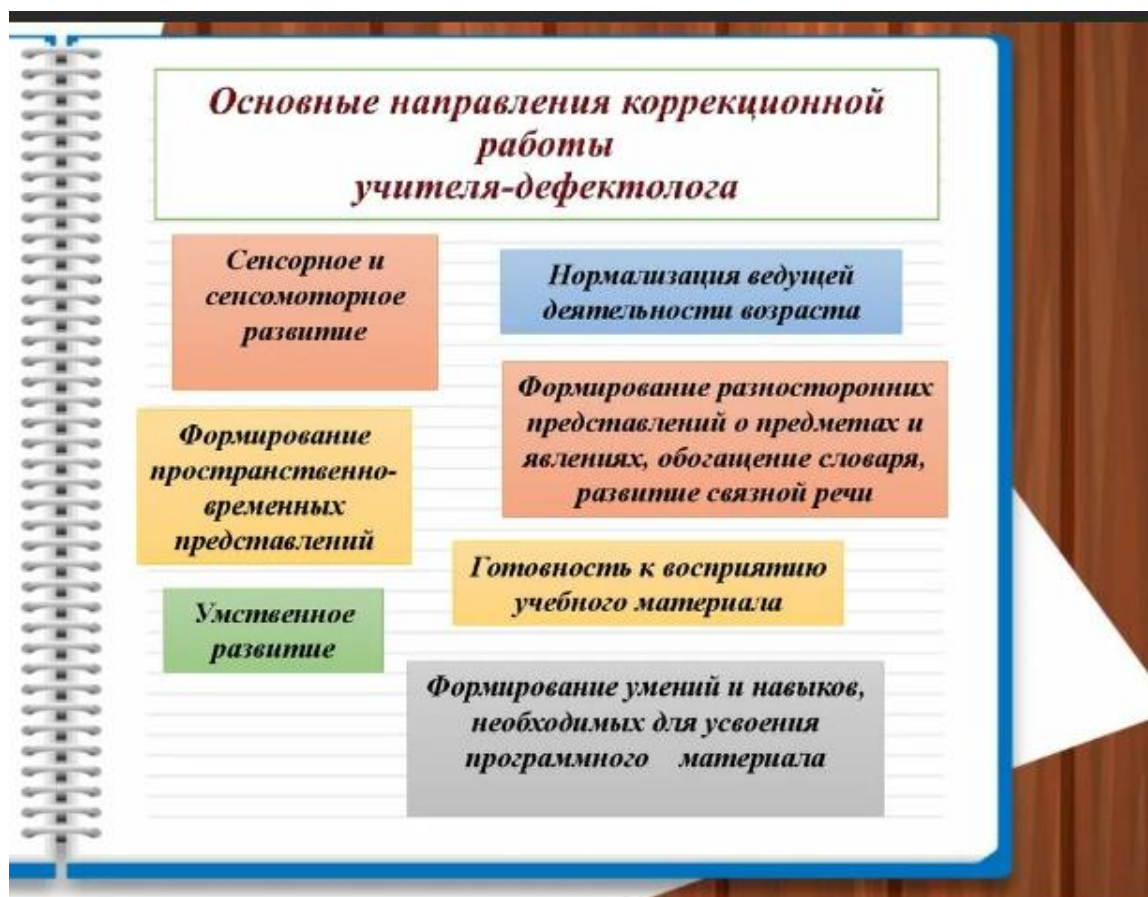 Основные направления коррекционной
работы
учителя-дефектолога
Сенсорное и
сенсомоторное
развитие
Нормализация ведущей
деятельности возраста
Формирование разносторонних
представлений о предметах и
явлениях, обогащение словаря,
развитие связной речи
Формирование
пространственно-
временных
представлений
Готовность к восприятию
учебного материала
Умственное
развитие
Формирование умений и навыков,
необходимых для усвоения
программного материала